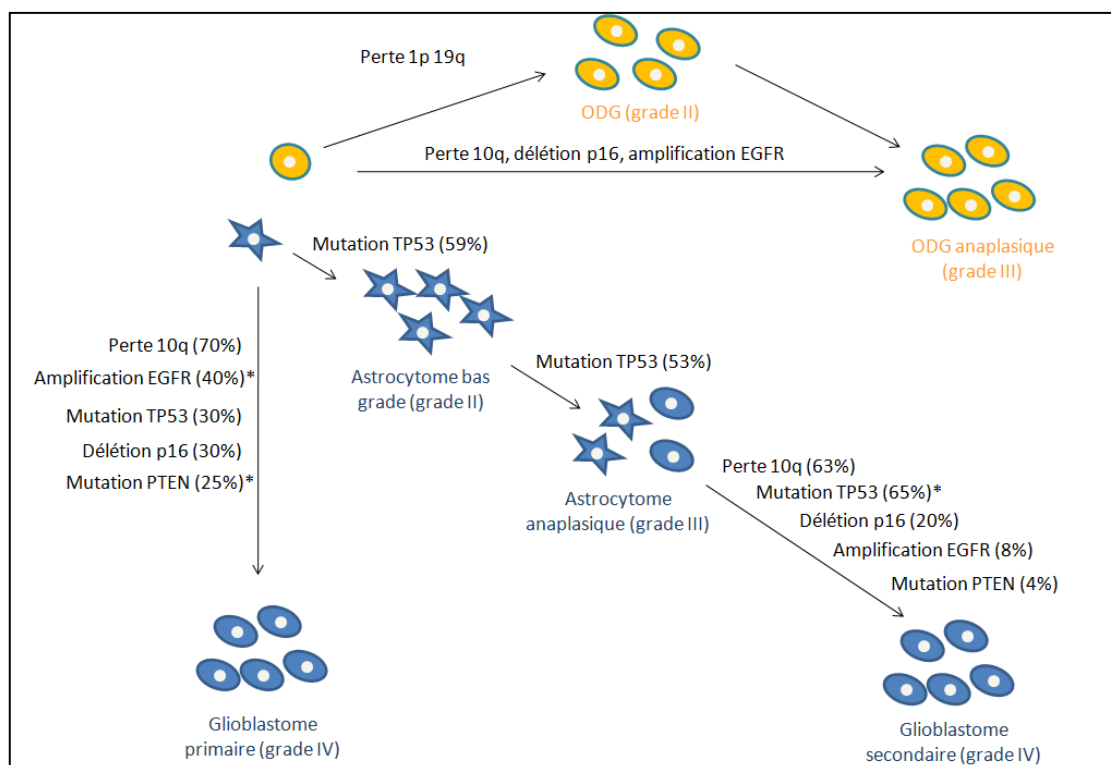 Perte 1p 19q
ODG (grade II)
Perte 10q, délétion p16, amplification EGFR
ODG anaplasique
(grade III)
Mutation TP53 (59%)
Astrocytome bas
grade (grade II)
Mutation TP53 (53%)
Astrocytome
anaplasique (grade III)
Perte 10q (70%)
Amplification EGFR (40%)*
Mutation TP53 (30%)
Délétion p16 (30%)
Mutation PTEN (25%)*
Perte 10q (63%)
Mutation TP53 (65%)*
Délétion p16 (20%)
Amplification EGFR (8%)
Mutation PTEN (4%)
Glioblastome
primaire (grade IV)
Glioblastome
secondaire (grade IV)